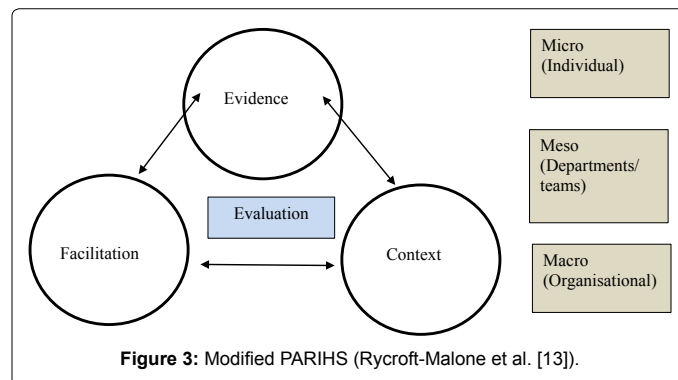 Evidence
Micro
(Individual)
Meso
(Departments/
teams)
Evaluation
Facilitation
Context
Macro
(Organisational)
Figure 3: Modified PARIHS (Rycroft-Malone et al. [13]).